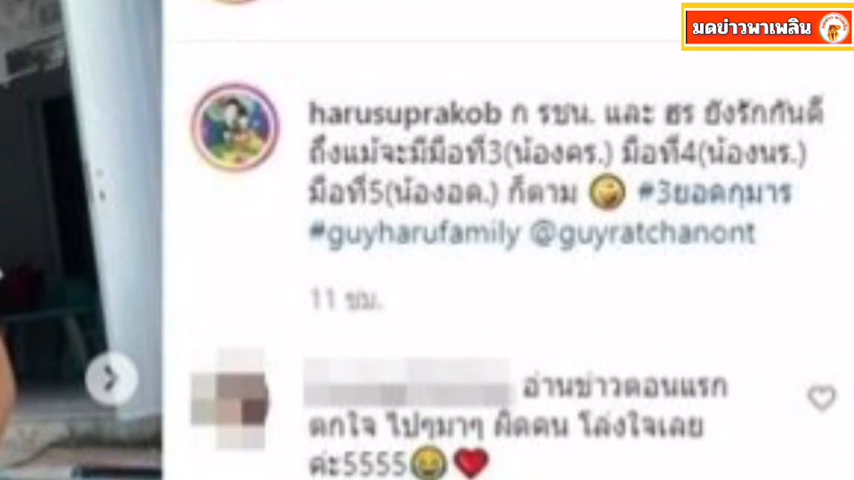 มดข่าวพาเพลิน
harusuprakob ก รชน. และ ฮร ยังรักกันดี
ถึงแม้จะมีมือที่3(น้องคร.) มือที่4(น้องนร.)
มือที่5(น้องอด.) ก็ตาม 🤪 #3ยอดกุมาร
#guyharufamily @guyratchanont
11 ชม.
อ่านข่าวตอนแรก
ตกใจ ไปๆมาๆ ผิดคน โล่งใจเลย
ค่ะ5555😂❤️